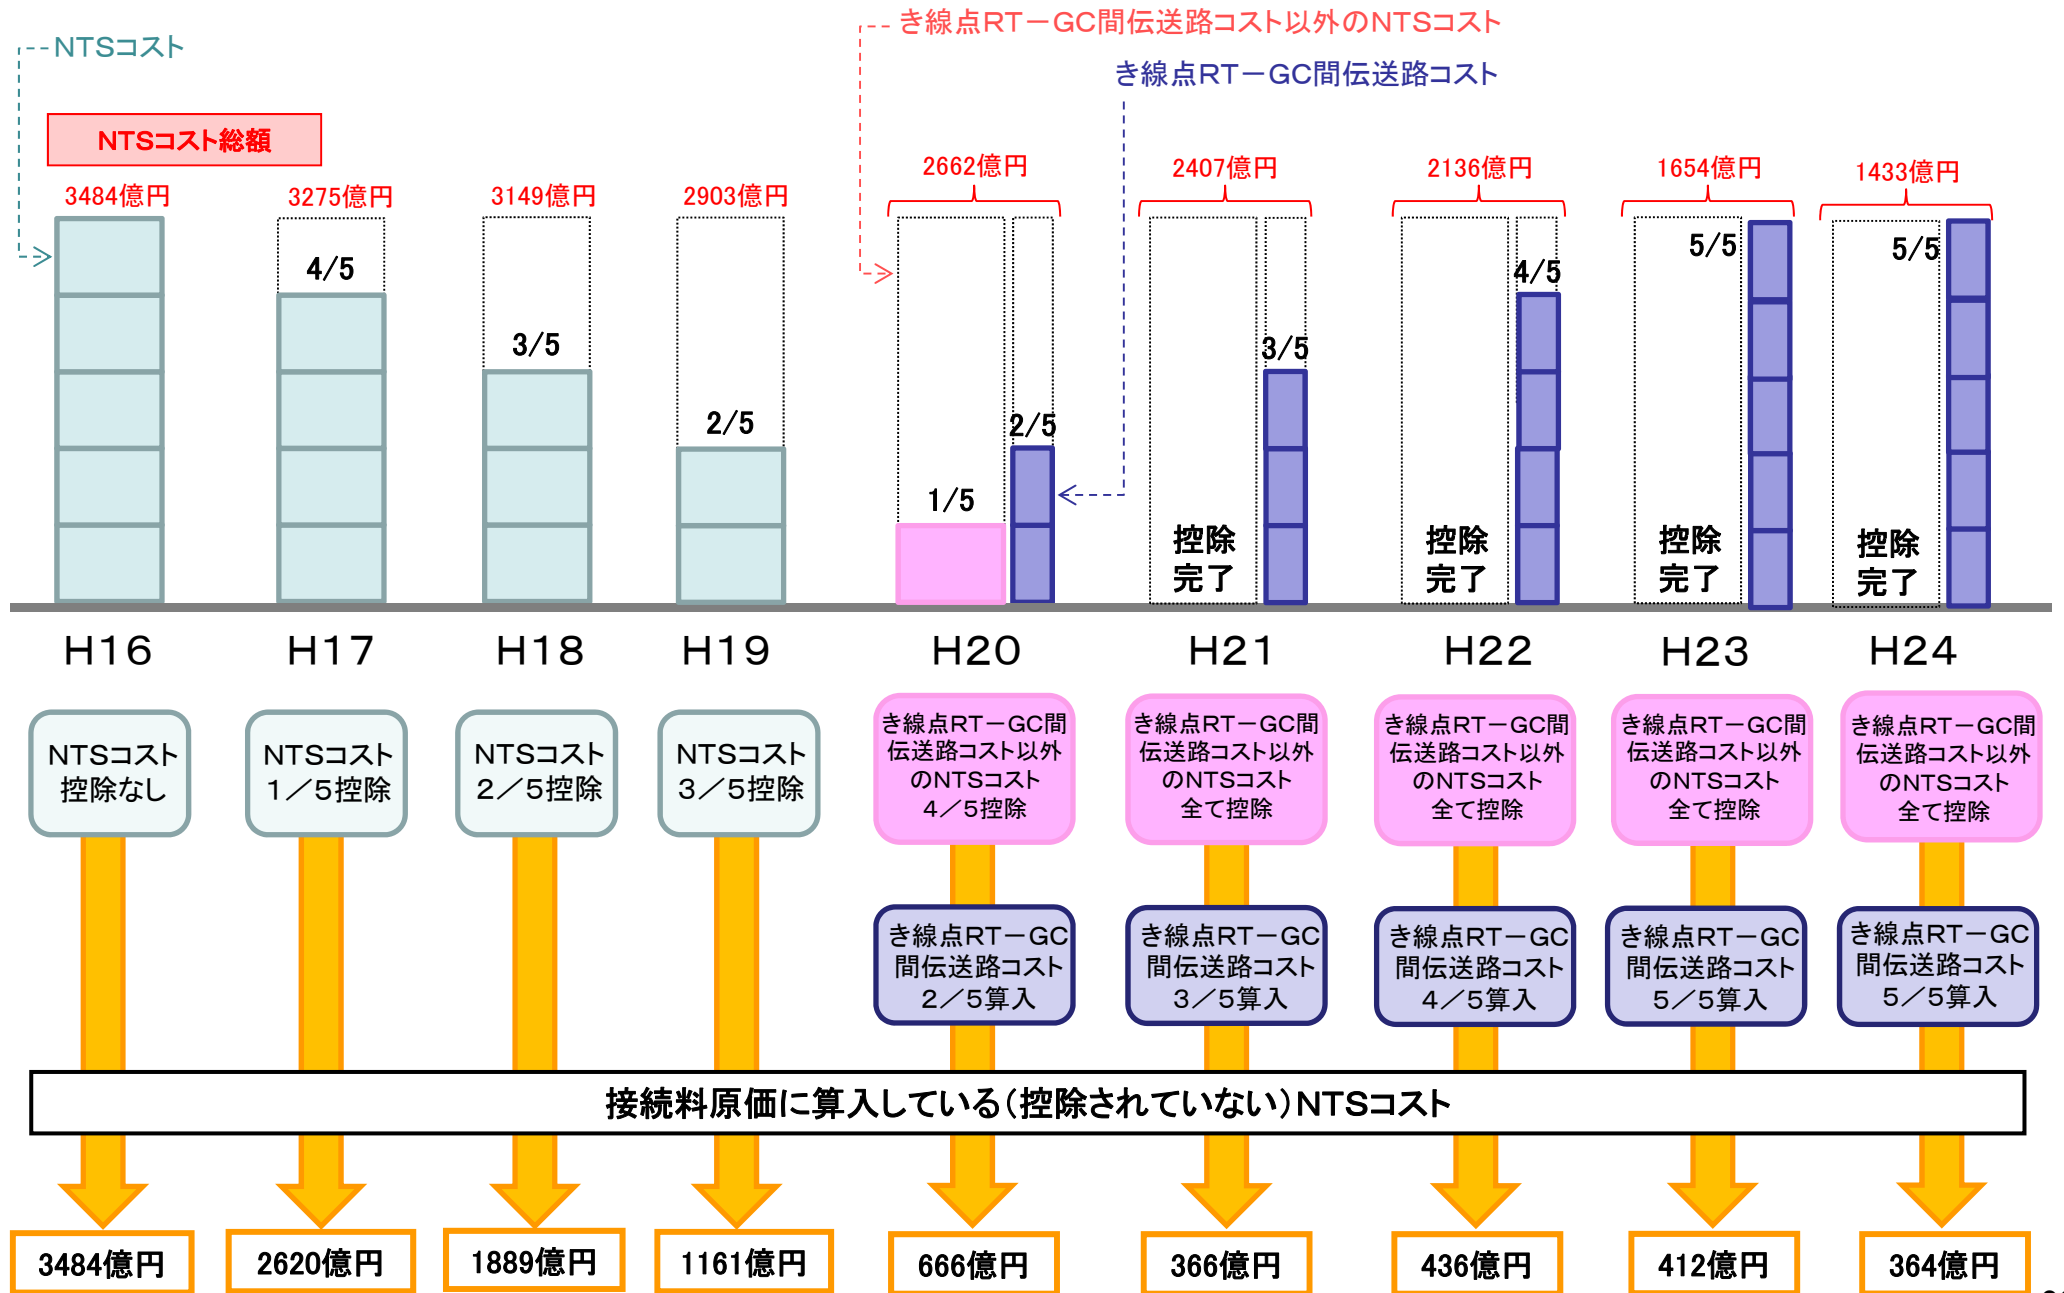 き線点RT－GC間伝送路コスト以外のNTSコスト
NTSコスト
き線点RT－GC間伝送路コスト
NTSコスト総額
3484億円
3275億円
3149億円
2903億円
2662億円
2407億円
2136億円
1654億円
1433億円
4/5
3/5
2/5
1/5
2/5
3/5
4/5
5/5
5/5
控除
完了
控除
完了
控除
完了
控除
完了
H16
H17
H18
H19
H20
H21
H22
H23
H24
NTSコスト
控除なし
NTSコスト
1／5控除
NTSコスト
2／5控除
NTSコスト
3／5控除
き線点RT－GC間
伝送路コスト以外
のNTSコスト
4／5控除
き線点RT－GC間
伝送路コスト以外
のNTSコスト
全て控除
き線点RT－GC間
伝送路コスト以外
のNTSコスト
全て控除
き線点RT－GC間
伝送路コスト以外
のNTSコスト
全て控除
き線点RT－GC間
伝送路コスト以外
のNTSコスト
全て控除
き線点RT－GC
間伝送路コスト
2／5算入
き線点RT－GC
間伝送路コスト
3／5算入
き線点RT－GC
間伝送路コスト
4／5算入
き線点RT－GC
間伝送路コスト
5／5算入
き線点RT－GC
間伝送路コスト
5／5算入
接続料原価に算入している（控除されていない）NTSコスト
3484億円
2620億円
1889億円
1161億円
666億円
366億円
436億円
412億円
364億円